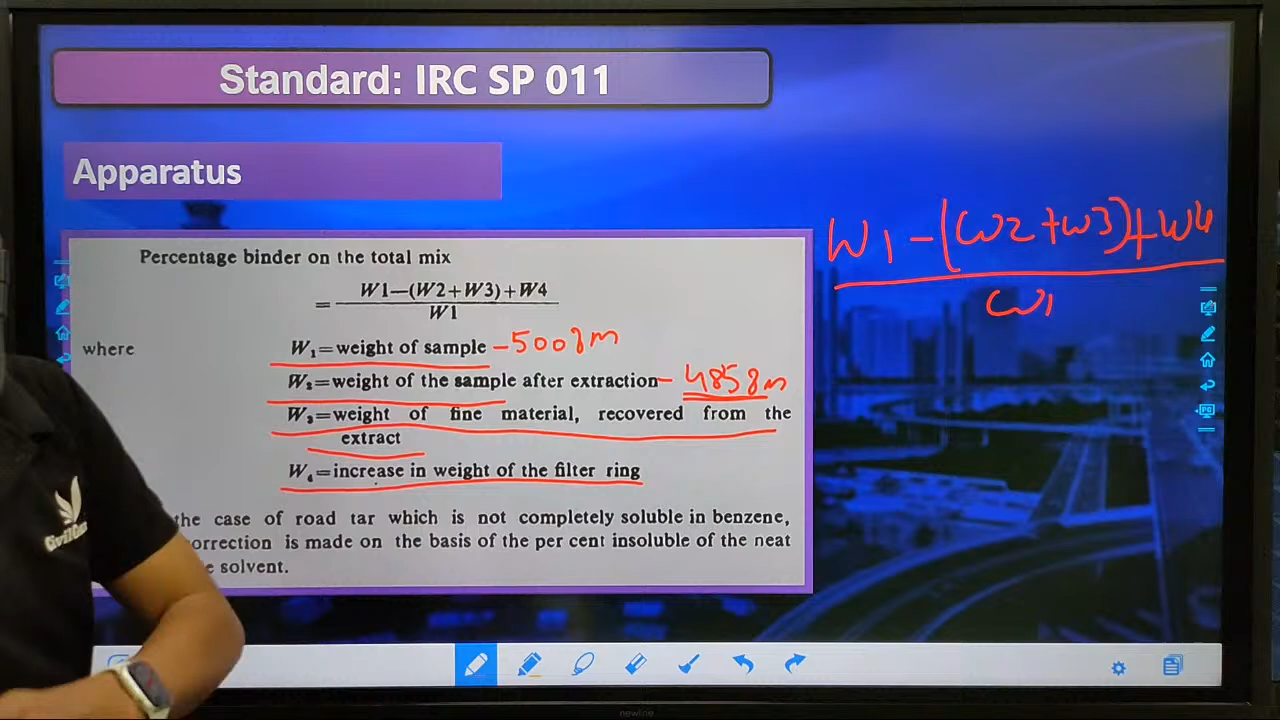 Standard: IRC SP 011
Apparatus
Percentage binder on the total mix
= W1—(W2+W3)+W4
W1
where
W₁=weight of sample – 500gm
W₂=weight of the sample after extraction – 485gm
W₃=weight of fine material, recovered from the
extract
W₄=increase in weight of the filter ring
the case of road tar which is not completely soluble in benzene,
orrection is made on the basis of the per cent insoluble of the neat
e solvent.
W1 – (W2+W3)+W4
W1
newline